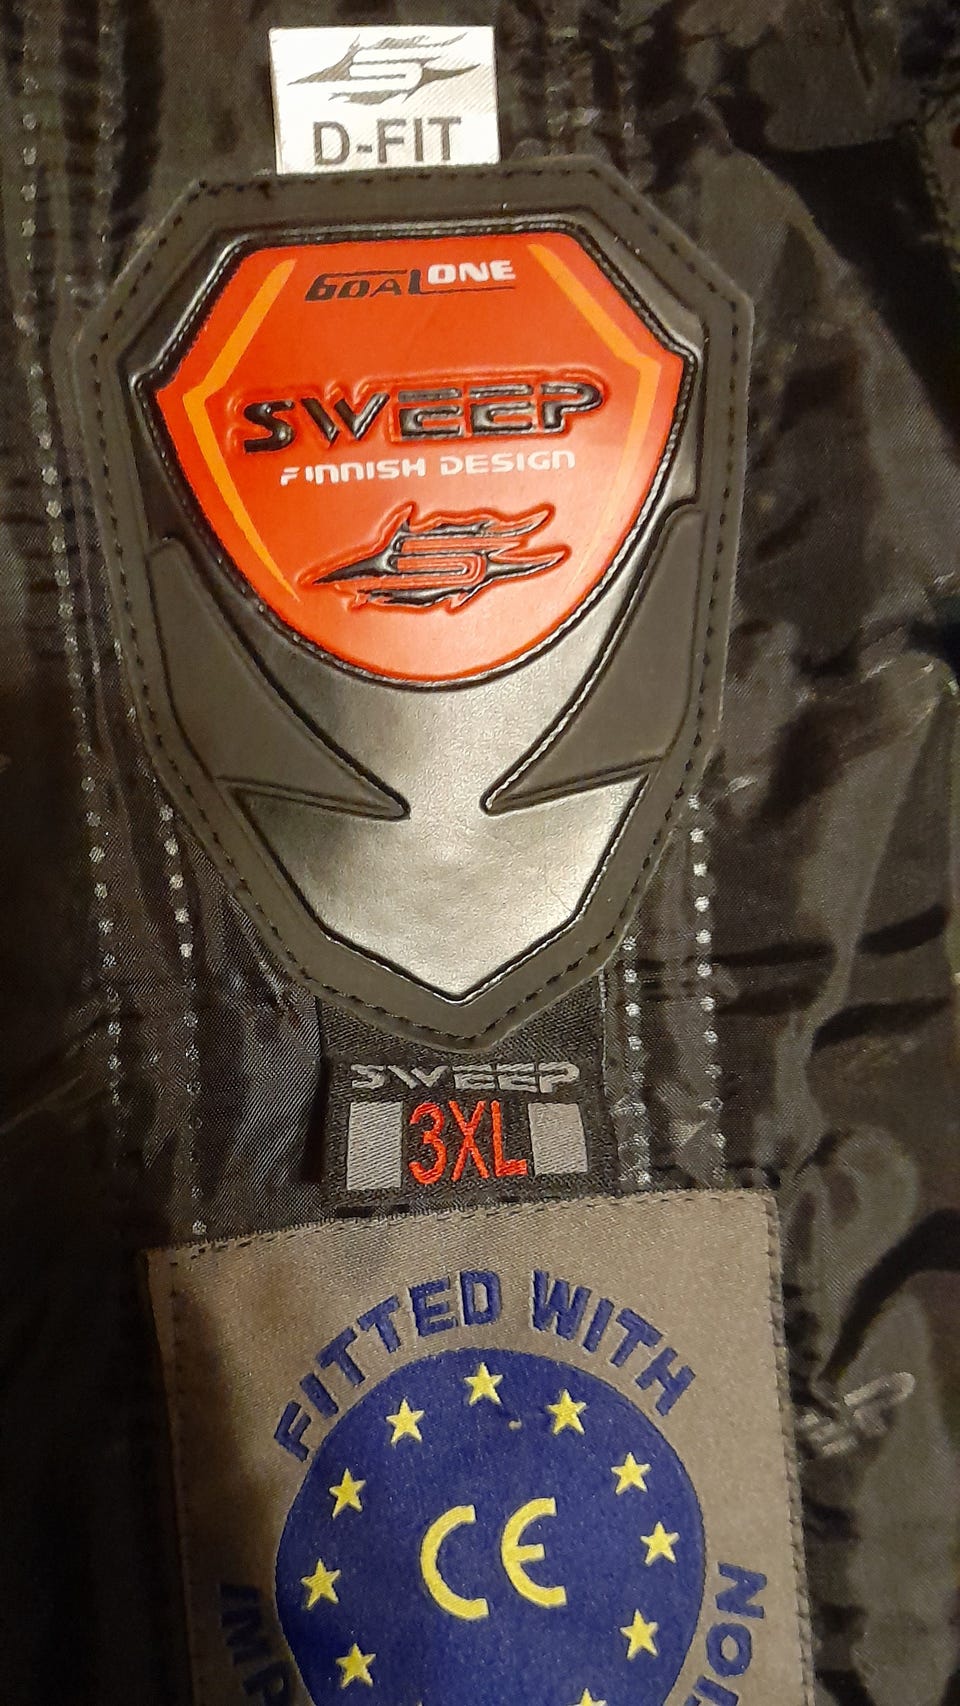 D-FIT
GOALONE
SWEEP
FINNISH DESIGN
SWEEP
3XL
FITTED WITH
CE